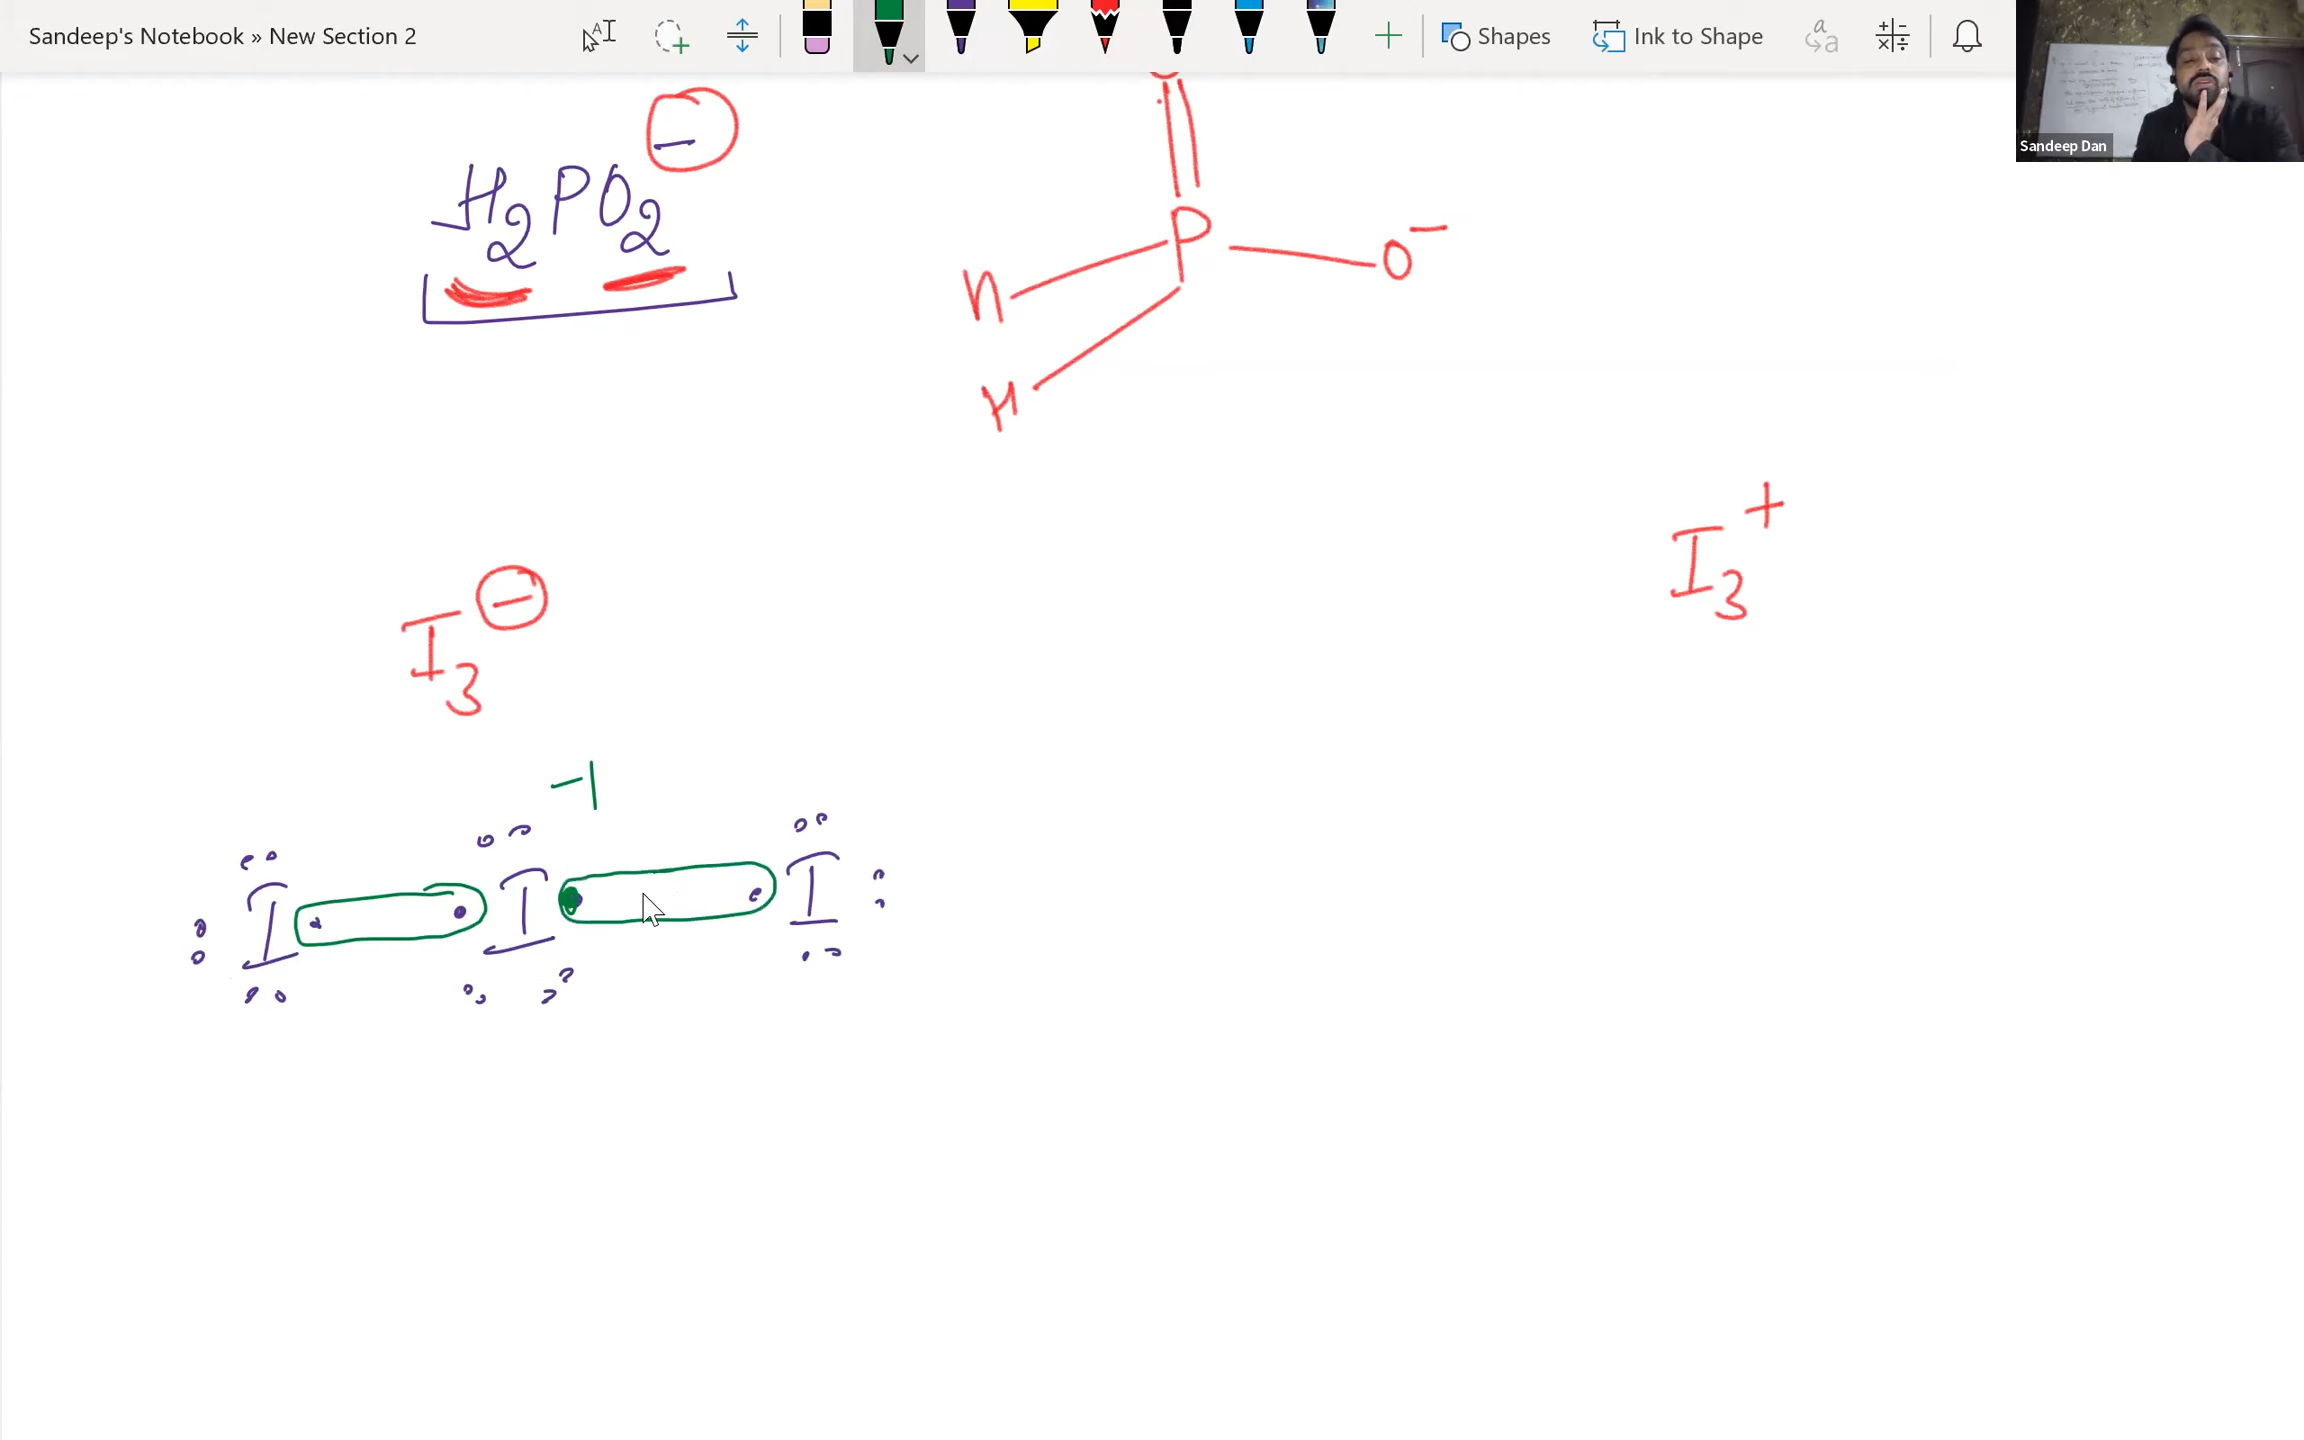 Sandeep's Notebook » New Section 2
Shapes
Ink to Shape
Sandeep Dan
H2PO2−
O
P
O−
H
H
I3−
I3+
−1
I I I